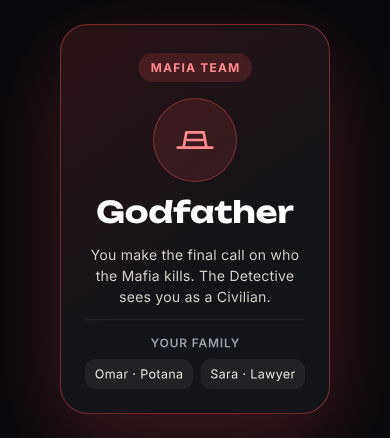 MAFIA TEAM
Godfather
You make the final call on who
the Mafia kills. The Detective
sees you as a Civilian.
YOUR FAMILY
Omar · Potana
Sara · Lawyer